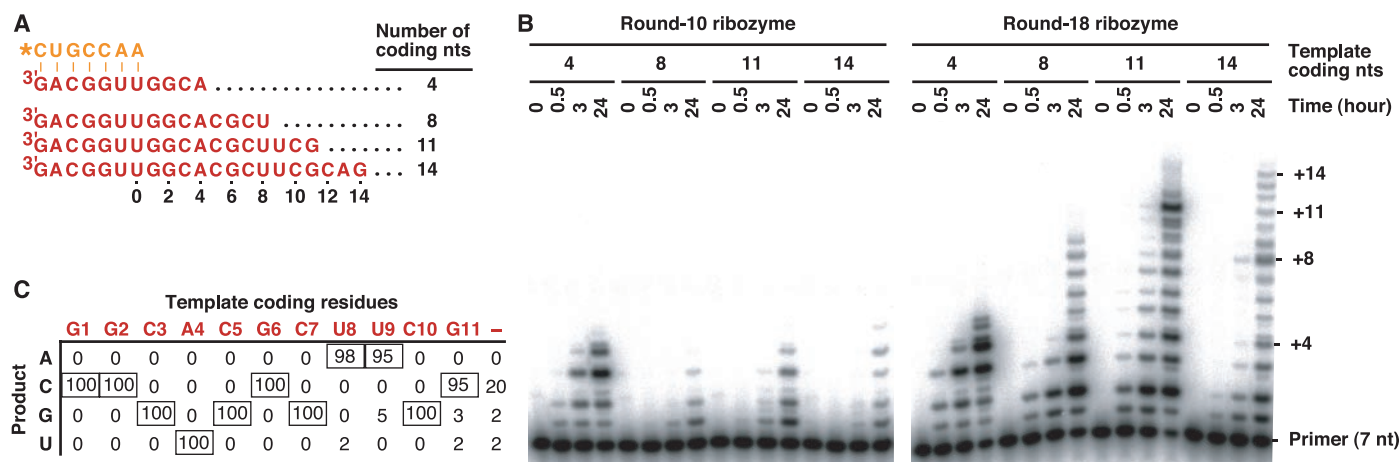 A
Number of
coding nts
*CUGCCAA
3'GACGGUUGGCA .................. 4
3'GACGGUUGGCACGCU ............. 8
3'GACGGUUGGCACGCUUCG .......... 11
3'GACGGUUGGCACGCUUCGCAG ... 14
0 2 4 6 8 10 12 14
B
Round-10 ribozyme Round-18 ribozyme
4 8 11 14 4 8 11 14 Template coding nts
0 0.5 3 24 0 0.5 3 24 0 0.5 3 24 0 0.5 3 24 0 0.5 3 24 0 0.5 3 24 0 0.5 3 24 0 0.5 3 24 Time (hour)
+14
+11
+8
+4
Primer (7 nt)
C
Template coding residues
G1 G2 C3 A4 C5 G6 C7 U8 U9 C10 G11 –
Product
A 0 0 0 0 0 0 0 98 95 0 0 0
C 100 100 0 0 0 100 0 0 0 0 95 20
G 0 0 100 0 100 0 100 0 5 100 3 2
U 0 0 0 100 0 0 0 2 0 0 2 2